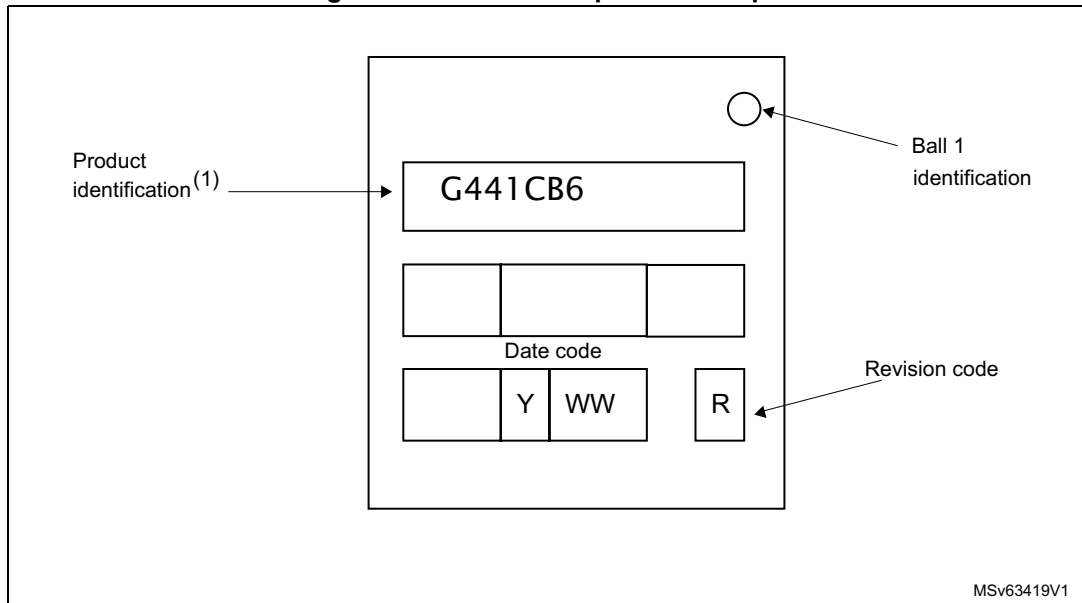 Ball 1
identification
Product
identification(1)
G441CB6
Date code
Revision code
Y WW R
MSv63419V1